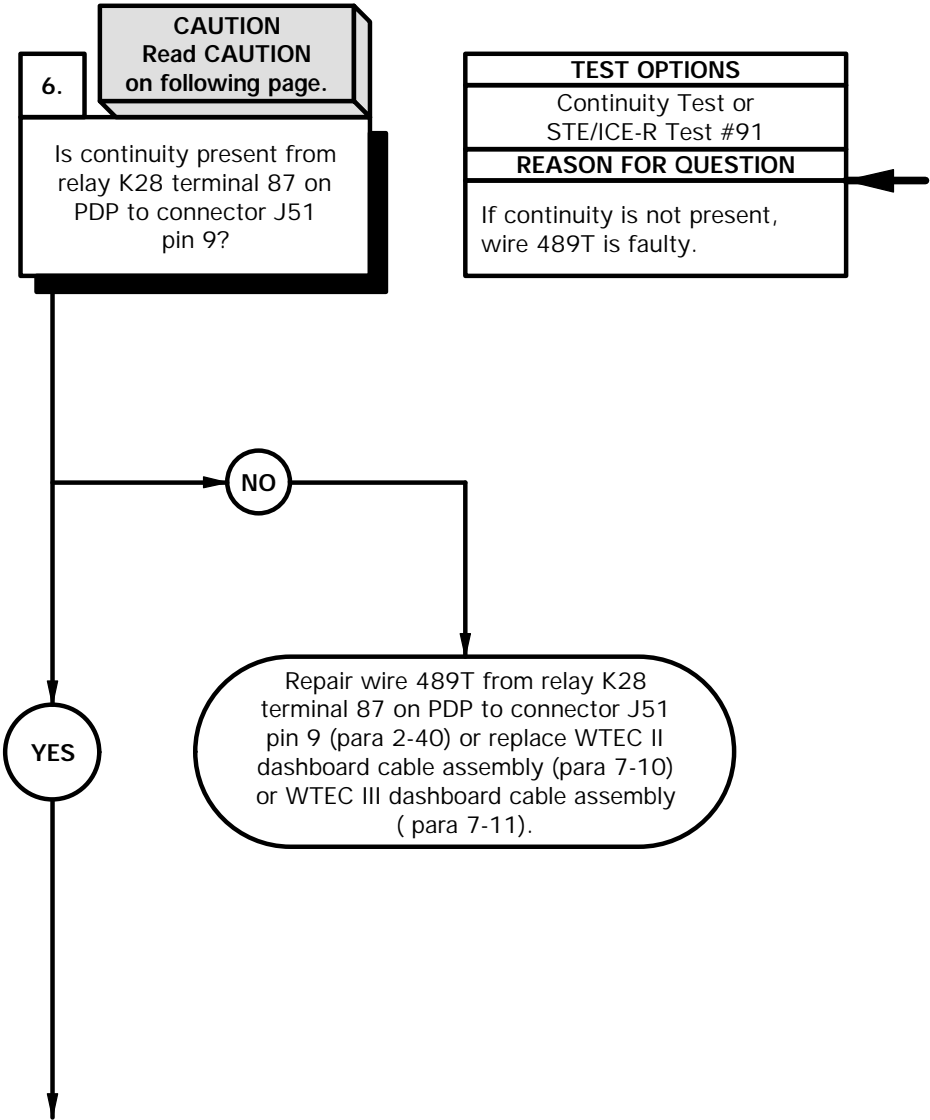 CAUTION
Read CAUTION
on following page.
6.
Is continuity present from
relay K28 terminal 87 on
PDP to connector J51
pin 9?
TEST OPTIONS
Continuity Test or
STE/ICE-R Test #91
REASON FOR QUESTION
If continuity is not present,
wire 489T is faulty.
NO
YES
Repair wire 489T from relay K28
terminal 87 on PDP to connector J51
pin 9 (para 2-40) or replace WTEC II
dashboard cable assembly (para 7-10)
or WTEC III dashboard cable assembly
( para 7-11).